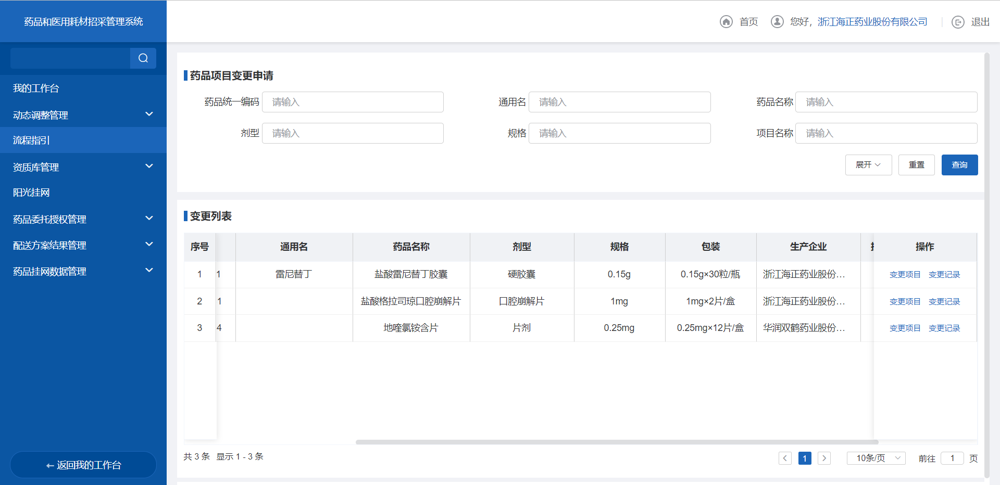 药品和医用耗材招采管理系统
首页 您好，浙江海正药业股份有限公司 退出
我的工作台
动态调整管理
流程指引
资质库管理
阳光挂网
药品委托授权管理
配送方案结果管理
药品挂网数据管理
返回我的工作台
药品项目变更申请
药品统一编码 请输入 通用名 请输入 药品名称 请输入
剂型 请输入 规格 请输入 项目名称 请输入
展开 重置 查询
变更列表
序号 通用名 药品名称 剂型 规格 包装 生产企业 操作
1 1 雷尼替丁 盐酸雷尼替丁胶囊 硬胶囊 0.15g 0.15g×30粒/瓶 浙江海正药业股份… 变更项目 变更记录
2 1 盐酸格拉司琼口腔崩解片 口腔崩解片 1mg 1mg×2片/盒 浙江海正药业股份… 变更项目 变更记录
3 4 地喹氯铵含片 片剂 0.25mg 0.25mg×12片/盒 华润双鹤药业股份… 变更项目 变更记录
共 3 条 显示 1 - 3 条 1 10条/页 前往 1 页